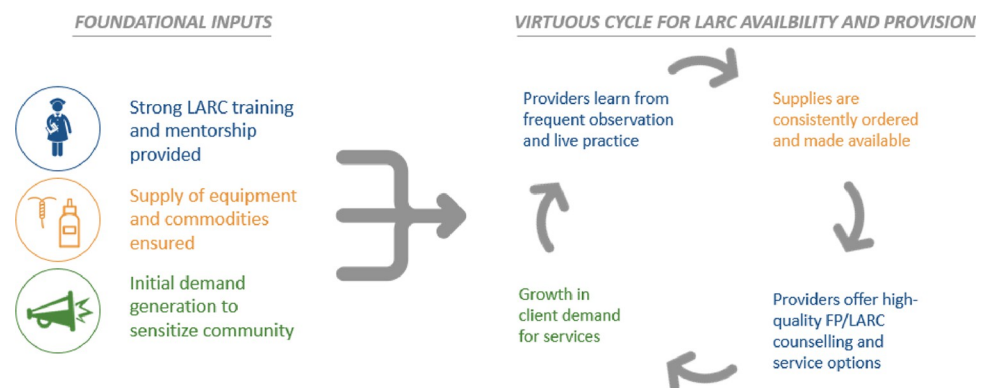 FOUNDATIONAL INPUTS
Strong LARC training
and mentorship
provided
Supply of equipment
and commodities
ensured
Initial demand
generation to
sensitize community
VIRTUOUS CYCLE FOR LARC AVAILBILITY AND PROVISION
Providers learn from
frequent observation
and live practice
Supplies are
consistently ordered
and made available
Providers offer high-
quality FP/LARC
counselling and
service options
Growth in
client demand
for services